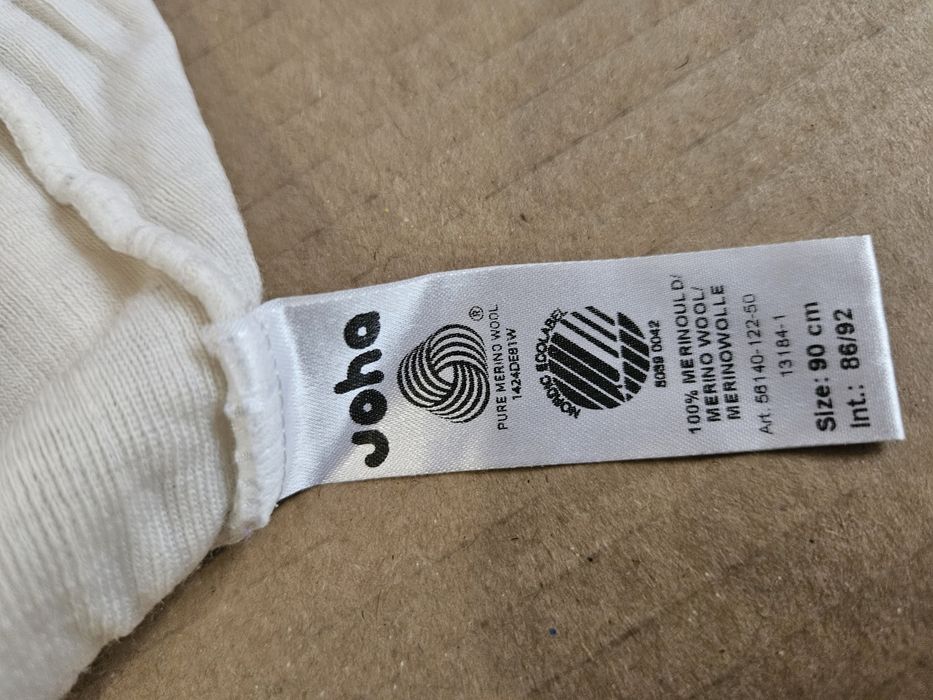 Joha
®
PURE MERINO WOOL
1424DE81W
NORDIC ECOLABEL
5089 0042
100% MERINOULD/
MERINO WOOL/
MERINOWOLLE
Art. 56140-122-50
13184-1
Size: 90 cm
Int.: 86/92